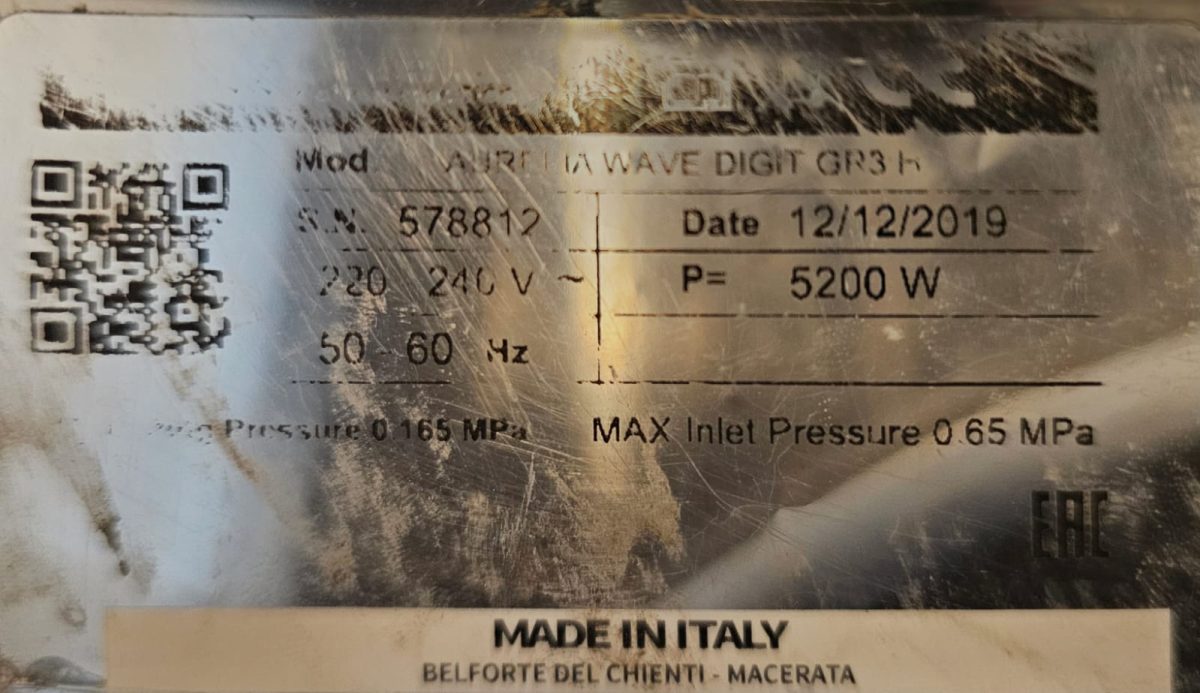 Mod AURELIA WAVE DIGIT GR3 H
S.N. 578812 Date 12/12/2019
220 240 V ~ P= 5200 W
50 - 60 Hz
Pressure 0.165 MPa MAX Inlet Pressure 0.65 MPa
EAC
MADE IN ITALY
BELFORTE DEL CHIENTI - MACERATA